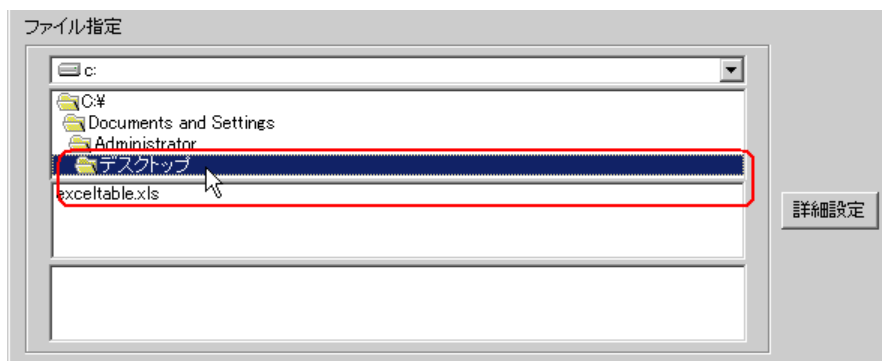 ファイル指定
c:
C:¥
Documents and Settings
Administrator
デスクトップ
exceltable.xls
詳細設定